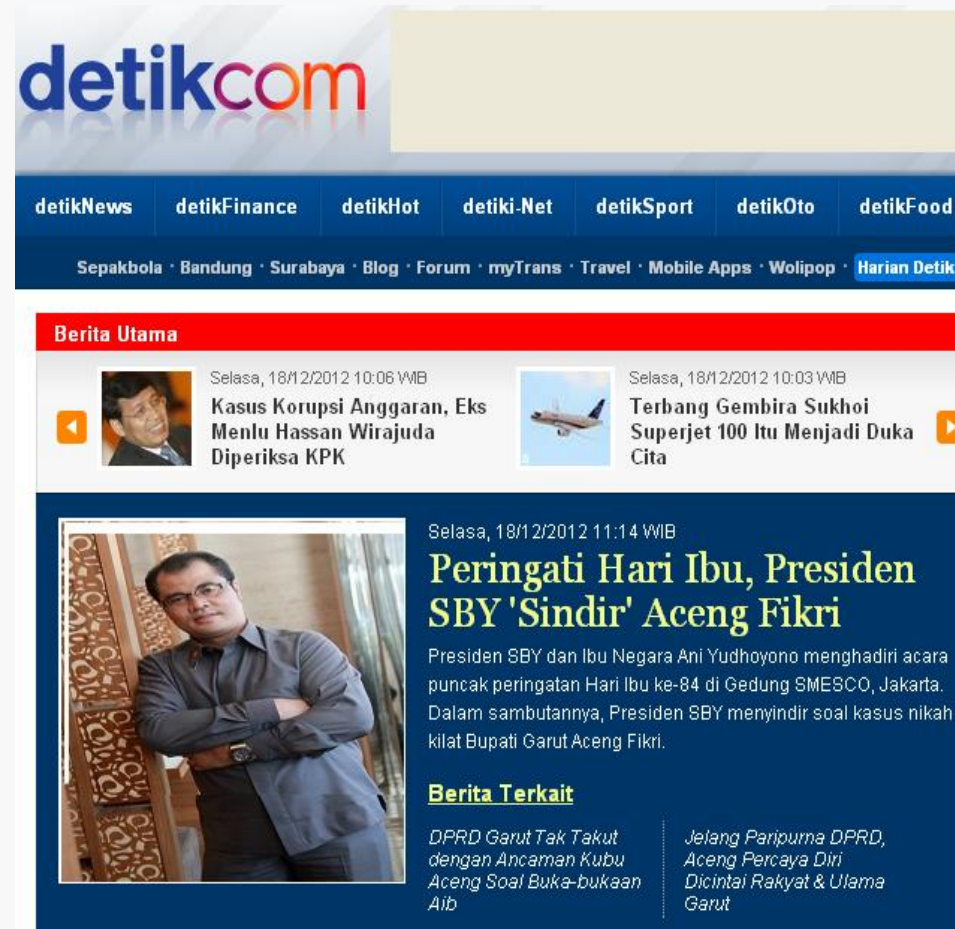 detikcom
detikNews detikFinance detikHot detiki-Net detikSport detikOto detikFood
Sepakbola · Bandung · Surabaya · Blog · Forum · myTrans · Travel · Mobile Apps · Wolipop · Harian Detik
Berita Utama
Selasa, 18/12/2012 10:06 WIB
Kasus Korupsi Anggaran, Eks
Menlu Hassan Wirajuda
Diperiksa KPK
Selasa, 18/12/2012 10:03 WIB
Terbang Gembira Sukhoi
Superjet 100 Itu Menjadi Duka
Cita
Selasa, 18/12/2012 11:14 WIB
Peringati Hari Ibu, Presiden
SBY 'Sindir' Aceng Fikri
Presiden SBY dan Ibu Negara Ani Yudhoyono menghadiri acara
puncak peringatan Hari Ibu ke-84 di Gedung SMESCO, Jakarta.
Dalam sambutannya, Presiden SBY menyindir soal kasus nikah
kilat Bupati Garut Aceng Fikri.
Berita Terkait
DPRD Garut Tak Takut
dengan Ancaman Kubu
Aceng Soal Buka-bukaan
Aib
Jelang Paripurna DPRD,
Aceng Percaya Diri
Dicintai Rakyat & Ulama
Garut